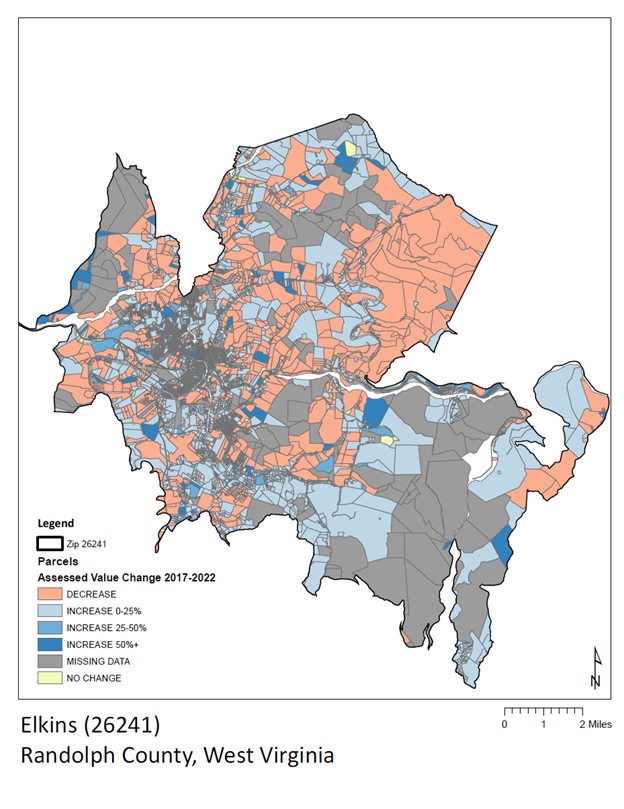 Legend
Zip 26241
Parcels
Assessed Value Change 2017-2022
DECREASE
INCREASE 0-25%
INCREASE 25-50%
INCREASE 50%+
MISSING DATA
NO CHANGE
N
0 1 2 Miles
Elkins (26241)
Randolph County, West Virginia